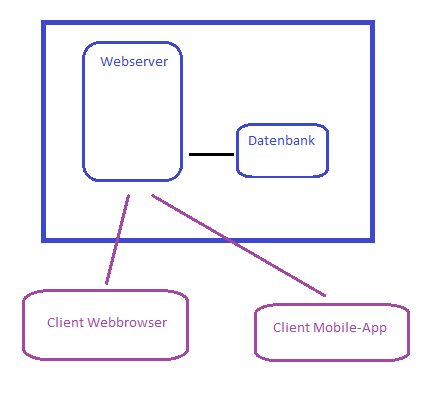 Webserver
Datenbank
Client Webbrowser
Client Mobile-App